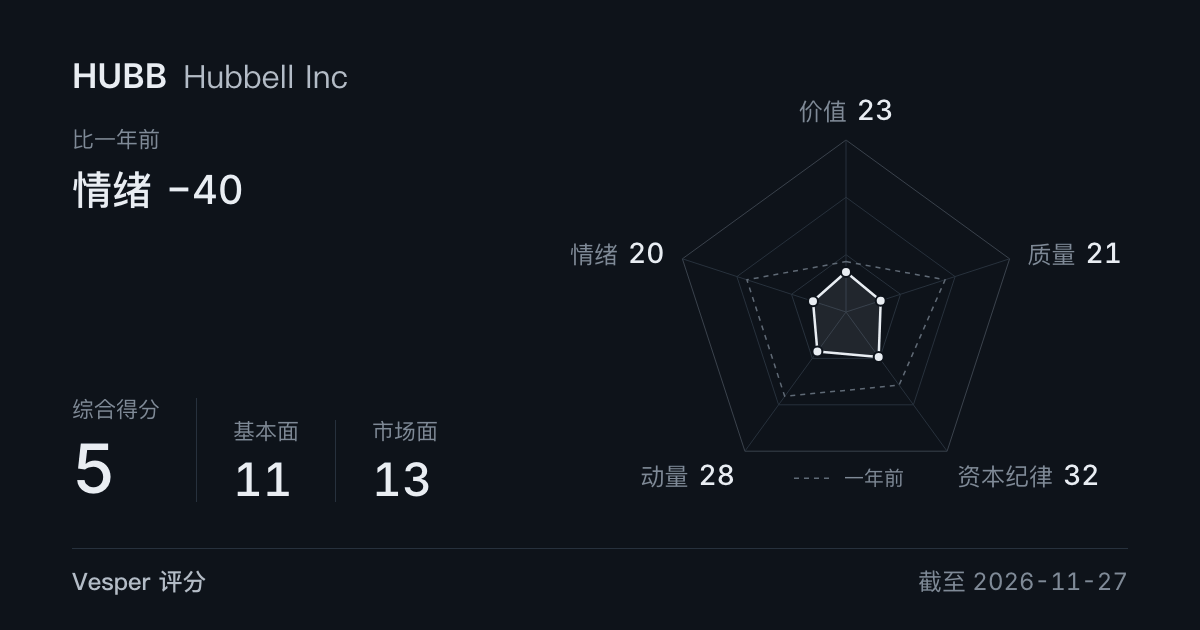 HUBB Hubbell Inc
比一年前
情绪 −40
价值 23
情绪 20
质量 21
动量 28
一年前
资本纪律 32
综合得分
5
基本面
11
市场面
13
Vesper 评分
截至 2026-11-27